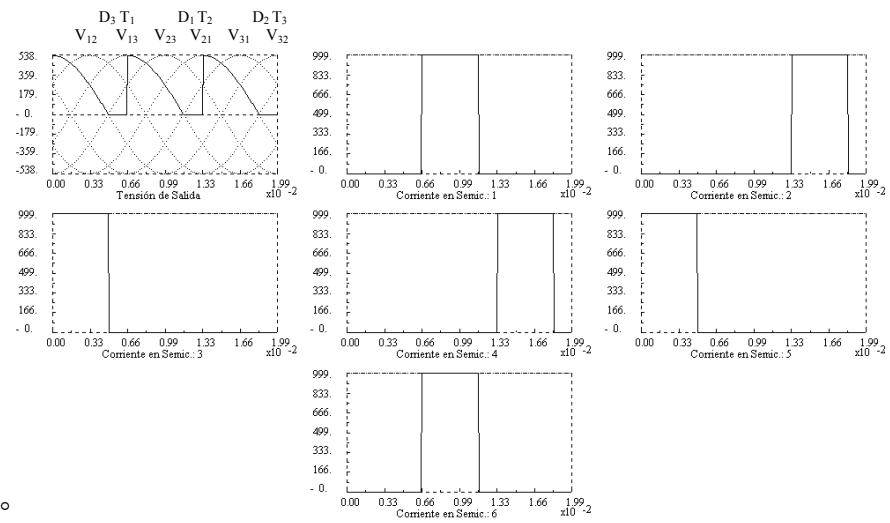 D3 T1 D1 T2 D2 T3
V12 V13 V23 V21 V31 V32
538.
359.
179.
- 0.
-179.
-359.
-538.
0.00 0.33 0.66 0.99 1.33 1.66 1.99
x10 -2
Tensión de Salida
999.
833.
666.
499.
333.
166.
- 0.
0.00 0.33 0.66 0.99 1.33 1.66 1.99
x10 -2
Corriente en Semic.: 1
999.
833.
666.
499.
333.
166.
- 0.
0.00 0.33 0.66 0.99 1.33 1.66 1.99
x10 -2
Corriente en Semic.: 2
999.
833.
666.
499.
333.
166.
- 0.
0.00 0.33 0.66 0.99 1.33 1.66 1.99
x10 -2
Corriente en Semic.: 3
999.
833.
666.
499.
333.
166.
- 0.
0.00 0.33 0.66 0.99 1.33 1.66 1.99
x10 -2
Corriente en Semic.: 4
999.
833.
666.
499.
333.
166.
- 0.
0.00 0.33 0.66 0.99 1.33 1.66 1.99
x10 -2
Corriente en Semic.: 5
999.
833.
666.
499.
333.
166.
- 0.
0.00 0.33 0.66 0.99 1.33 1.66 1.99
x10 -2
Corriente en Semic.: 6